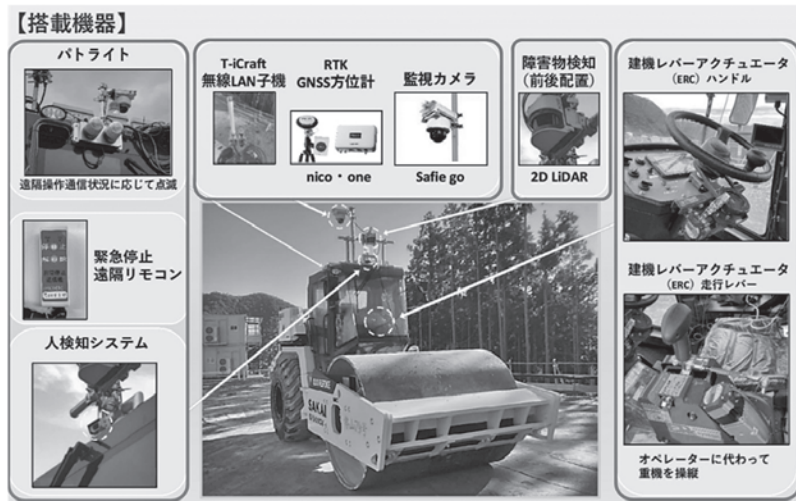 【搭載機器】
パトライト
遠隔操作通信状況に応じて点滅
緊急停止
遠隔リモコン
人検知システム
T-iCraft
無線LAN子機
RTK
GNSS方位計
nico・one
監視カメラ
Safie go
障害物検知
(前後配置)
2D LiDAR
建機レバーアクチュエータ
(ERC) ハンドル
建機レバーアクチュエータ
(ERC) 走行レバー
オペレーターに代わって
重機を操縦
SAKAI